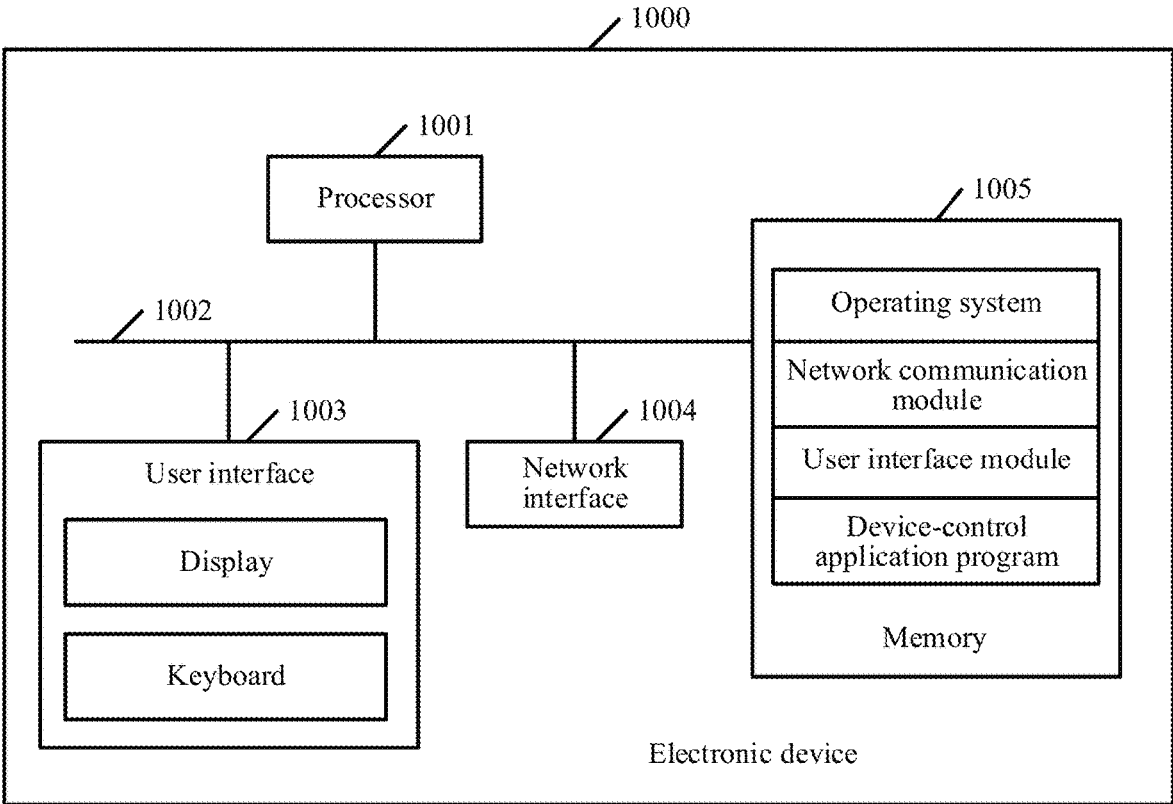 1000
1001
Processor
1005
Operating system
1002
Network communication
module
1003
1004
User interface
Network
interface
User interface module
Display
Device-control
application program
Memory
Keyboard
Electronic device